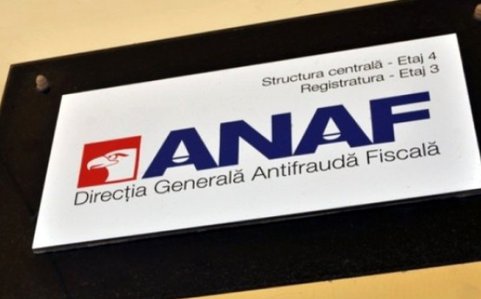 Structura centrală - Etaj 4
Registratura - Etaj 3
ANAF
Direcția Generală Antifraudă Fiscală